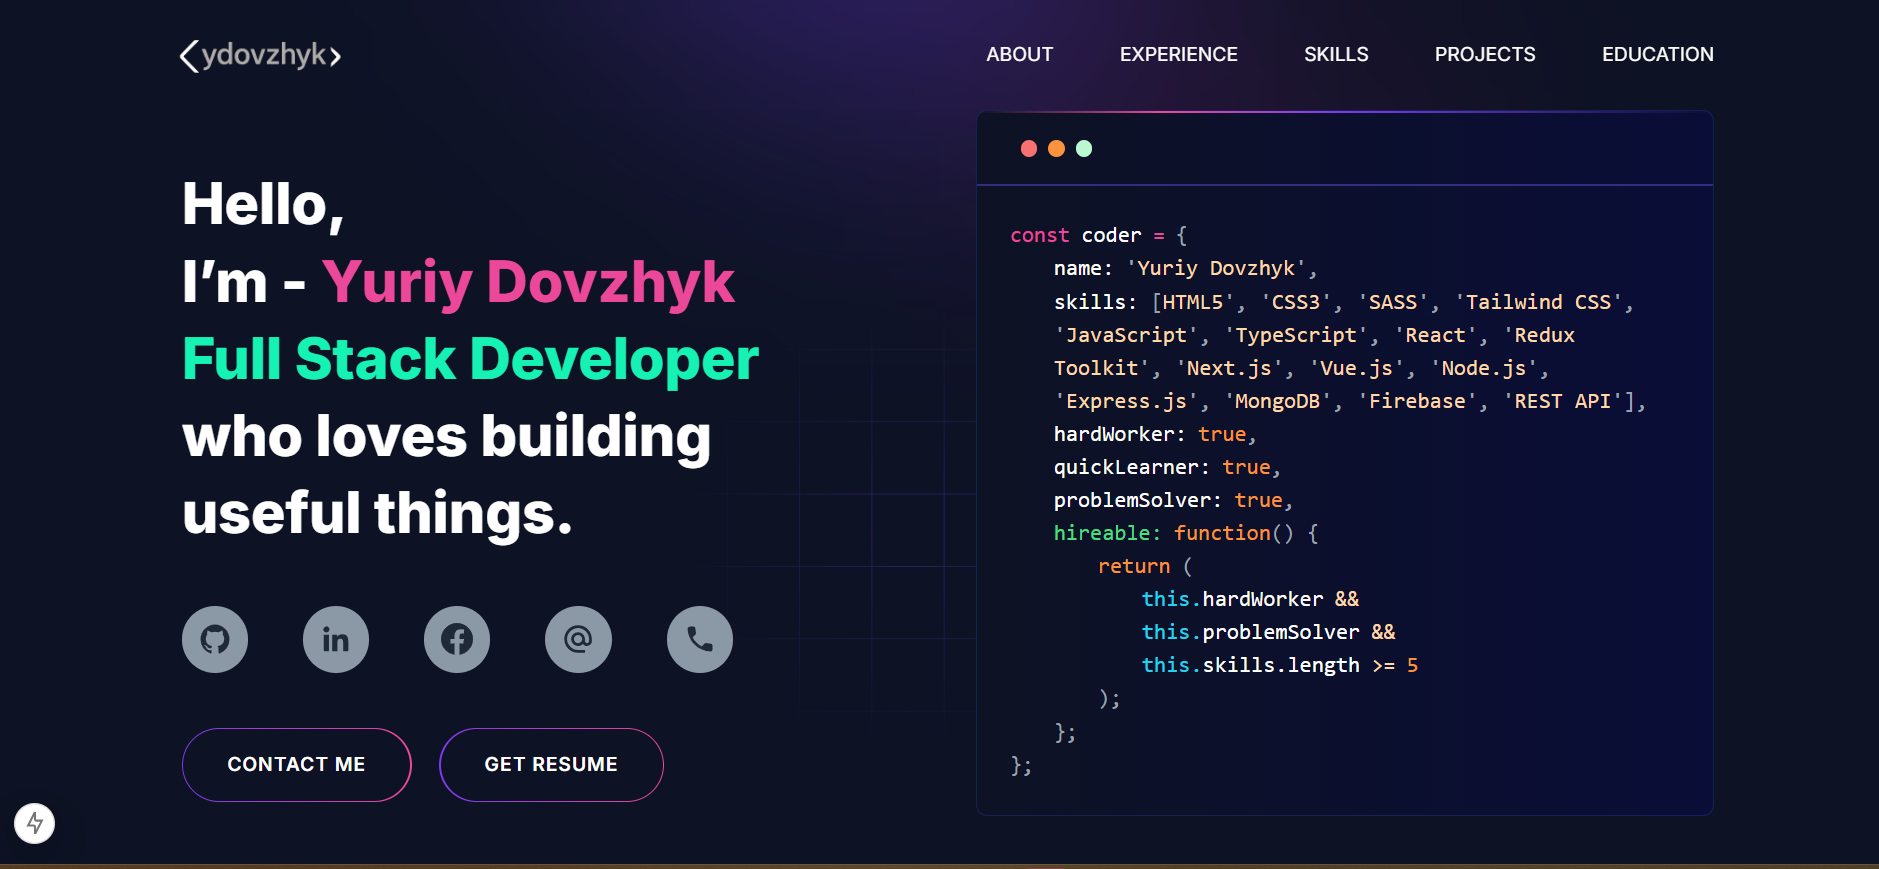 <ydovzhyk>
ABOUT EXPERIENCE SKILLS PROJECTS EDUCATION
Hello,
I’m - Yuriy Dovzhyk
Full Stack Developer
who loves building
useful things.
CONTACT ME GET RESUME
const coder = {
name: 'Yuriy Dovzhyk',
skills: [HTML5', 'CSS3', 'SASS', 'Tailwind CSS',
'JavaScript', 'TypeScript', 'React', 'Redux
Toolkit', 'Next.js', 'Vue.js', 'Node.js',
'Express.js', 'MongoDB', 'Firebase', 'REST API'],
hardWorker: true,
quickLearner: true,
problemSolver: true,
hireable: function() {
return (
this.hardWorker &&
this.problemSolver &&
this.skills.length >= 5
);
};
};